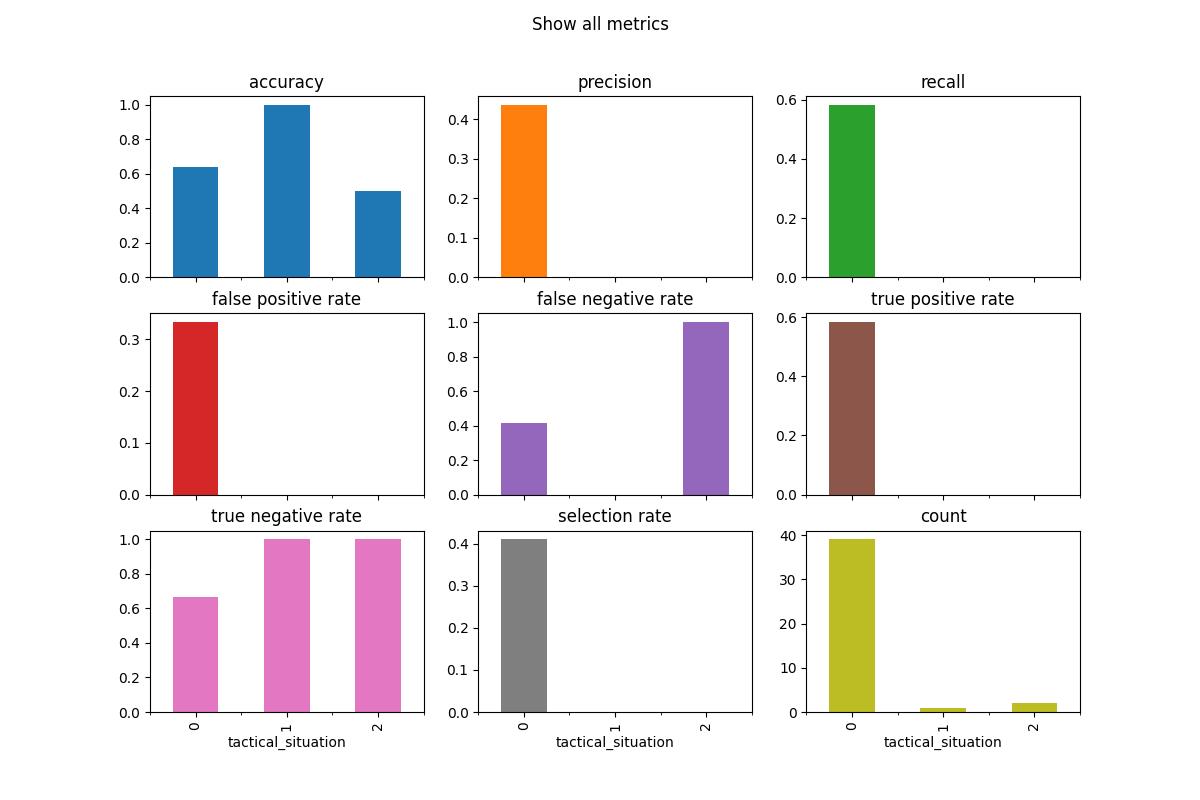 Show all metrics
accuracy
precision
recall
1.0
0.8
0.6
0.4
0.2
0.0
0.4
0.3
0.2
0.1
0.0
0.6
0.4
0.2
0.0
false positive rate
false negative rate
true positive rate
0.3
0.2
0.1
0.0
1.0
0.8
0.6
0.4
0.2
0.0
0.6
0.4
0.2
0.0
true negative rate
selection rate
count
1.0
0.8
0.6
0.4
0.2
0.0
0.4
0.3
0.2
0.1
0.0
40
30
20
10
0
0 1 2
0 1 2
0 1 2
tactical_situation
tactical_situation
tactical_situation